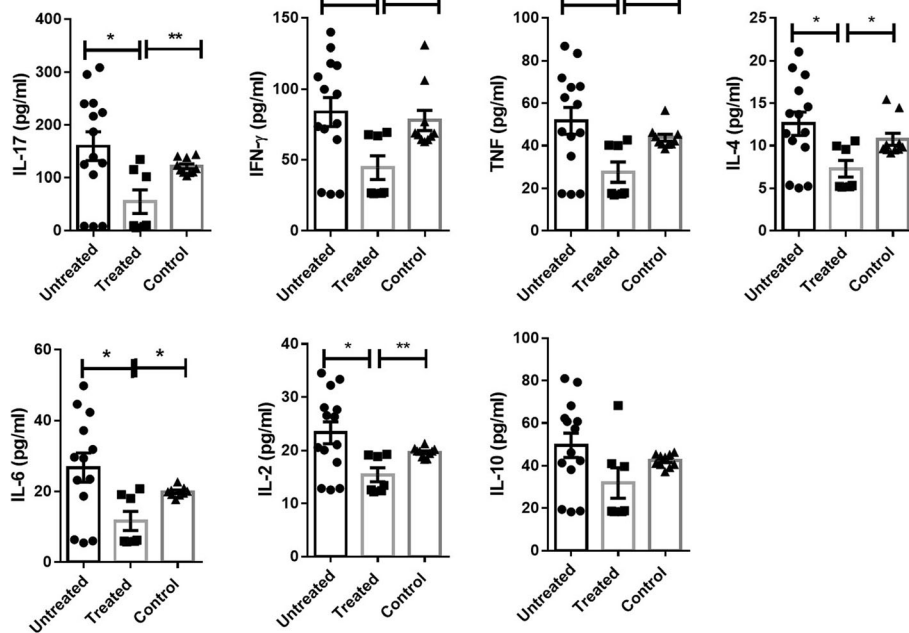 IL-17 (pg/ml)
400
300
200
100
0
* **
Untreated
Treated
Control
IFN-γ (pg/ml)
150
100
50
0
Untreated
Treated
Control
TNF (pg/ml)
100
80
60
40
20
0
Untreated
Treated
Control
IL-4 (pg/ml)
25
20
15
10
5
0
* *
Untreated
Treated
Control
IL-6 (pg/ml)
60
40
20
0
* *
Untreated
Treated
Control
IL-2 (pg/ml)
40
30
20
10
0
* **
Untreated
Treated
Control
IL-10 (pg/ml)
100
80
60
40
20
0
Untreated
Treated
Control